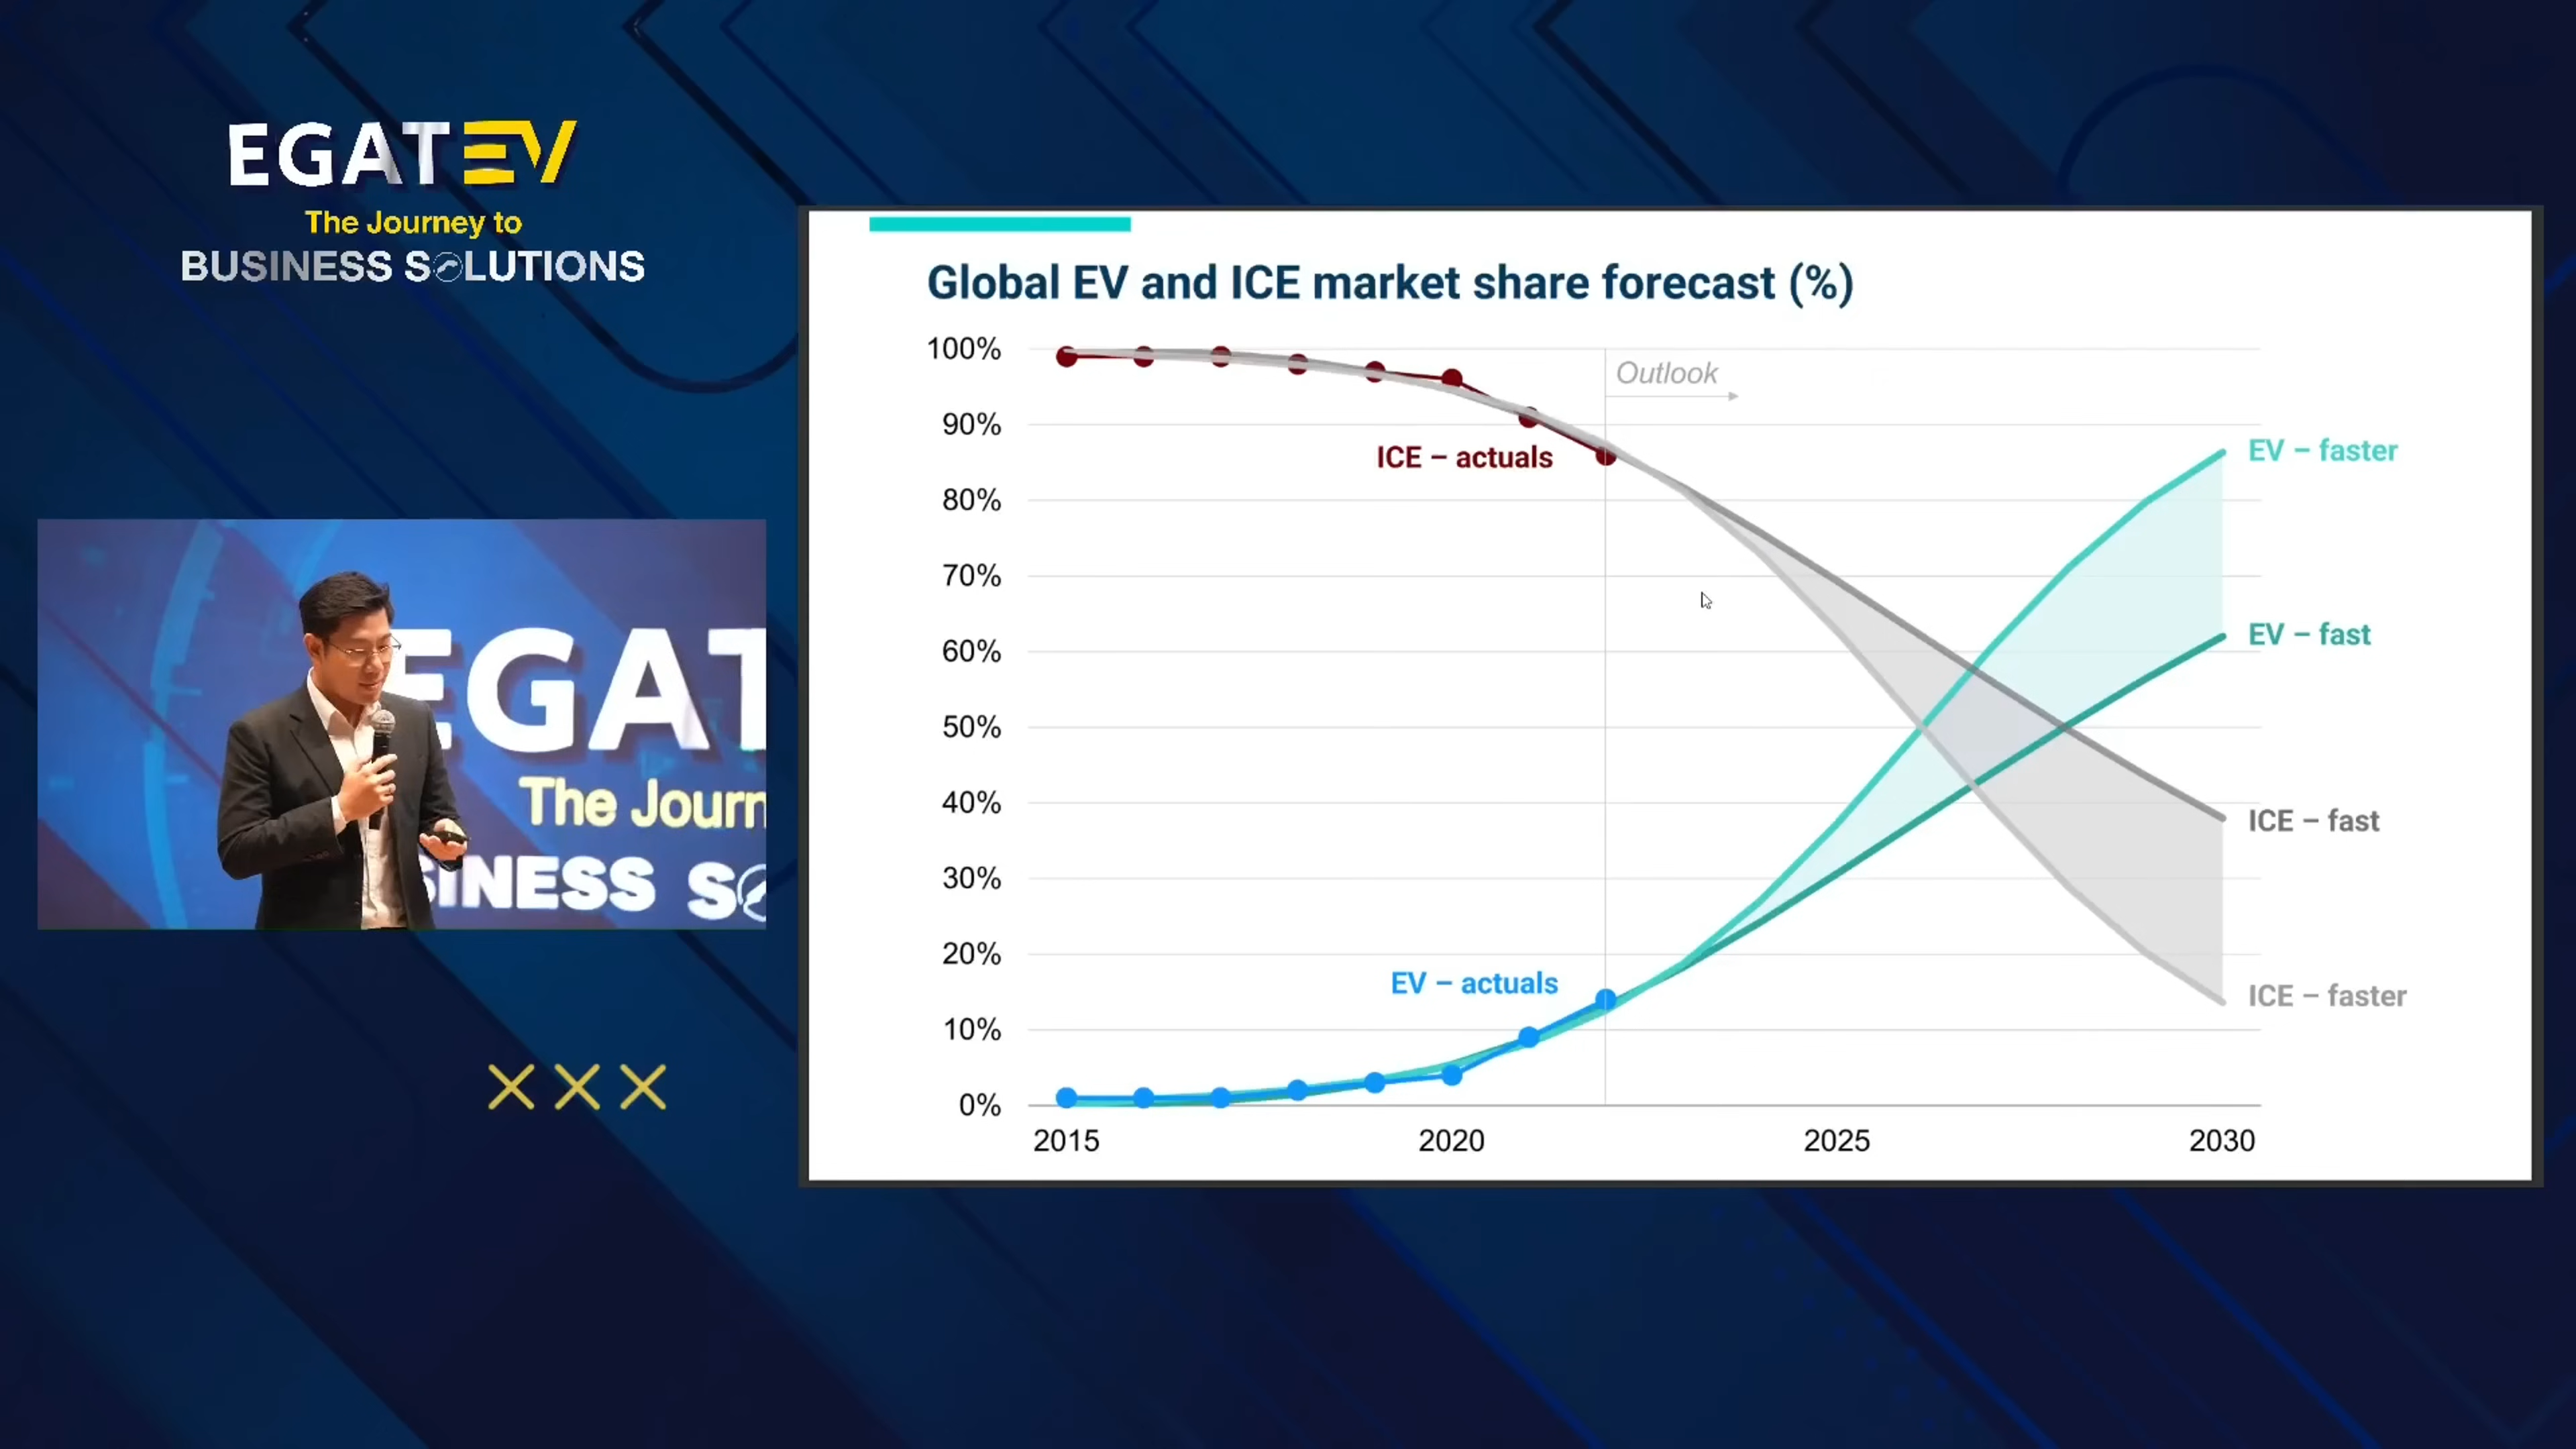 EGATEV
The Journey to
BUSINESS SOLUTIONS
EGAT
The Journ
SINESS SO
Global EV and ICE market share forecast (%)
100%
90%
80%
70%
60%
50%
40%
30%
20%
10%
0%
Outlook
ICE – actuals
EV – actuals
EV – faster
EV – fast
ICE – fast
ICE – faster
2015 2020 2025 2030